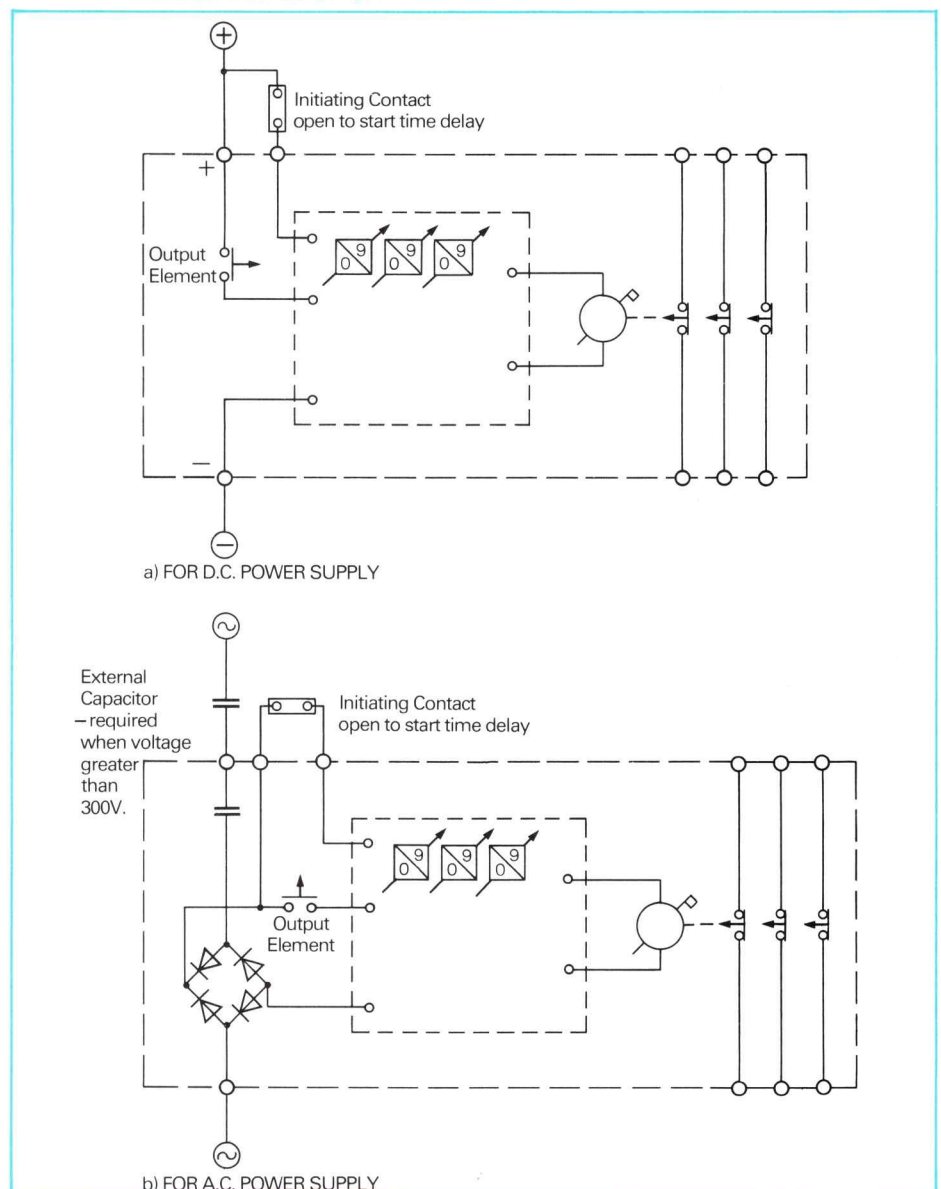 +
Initiating Contact
open to start time delay
+
Output
Element
9
0
9
0
9
0
−
−
a) FOR D.C. POWER SUPPLY
~
External
Capacitor
– required
when voltage
greater
than
300V.
Initiating Contact
open to start time delay
9
0
9
0
9
0
Output
Element
~
b) FOR A.C. POWER SUPPLY